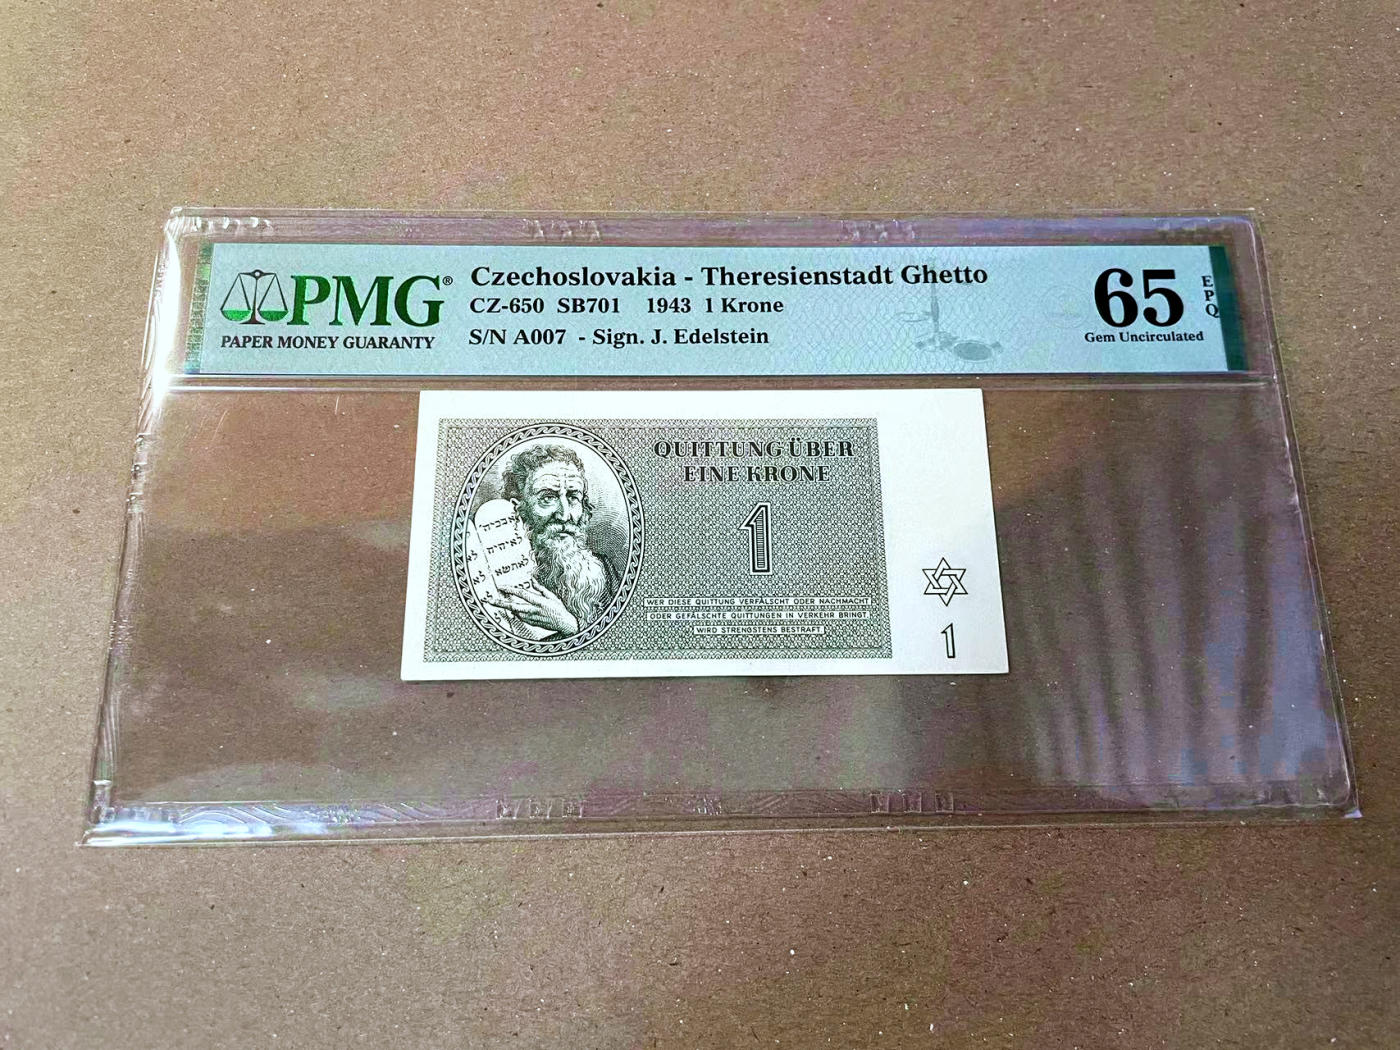 PMG®
PAPER MONEY GUARANTY
Czechoslovakia - Theresienstadt Ghetto
CZ-650 SB701 1943 1 Krone
S/N A007 - Sign. J. Edelstein
65
Gem Uncirculated
EPQ
QUITTUNG ÜBER
EINE KRONE
1
WER DIESE QUITTUNG VERFÄLSCHT ODER NACHMACHT
ODER GEFÄLSCHTE QUITTUNGEN IN VERKEHR BRINGT,
WIRD STRENGSTENS BESTRAFT.
1